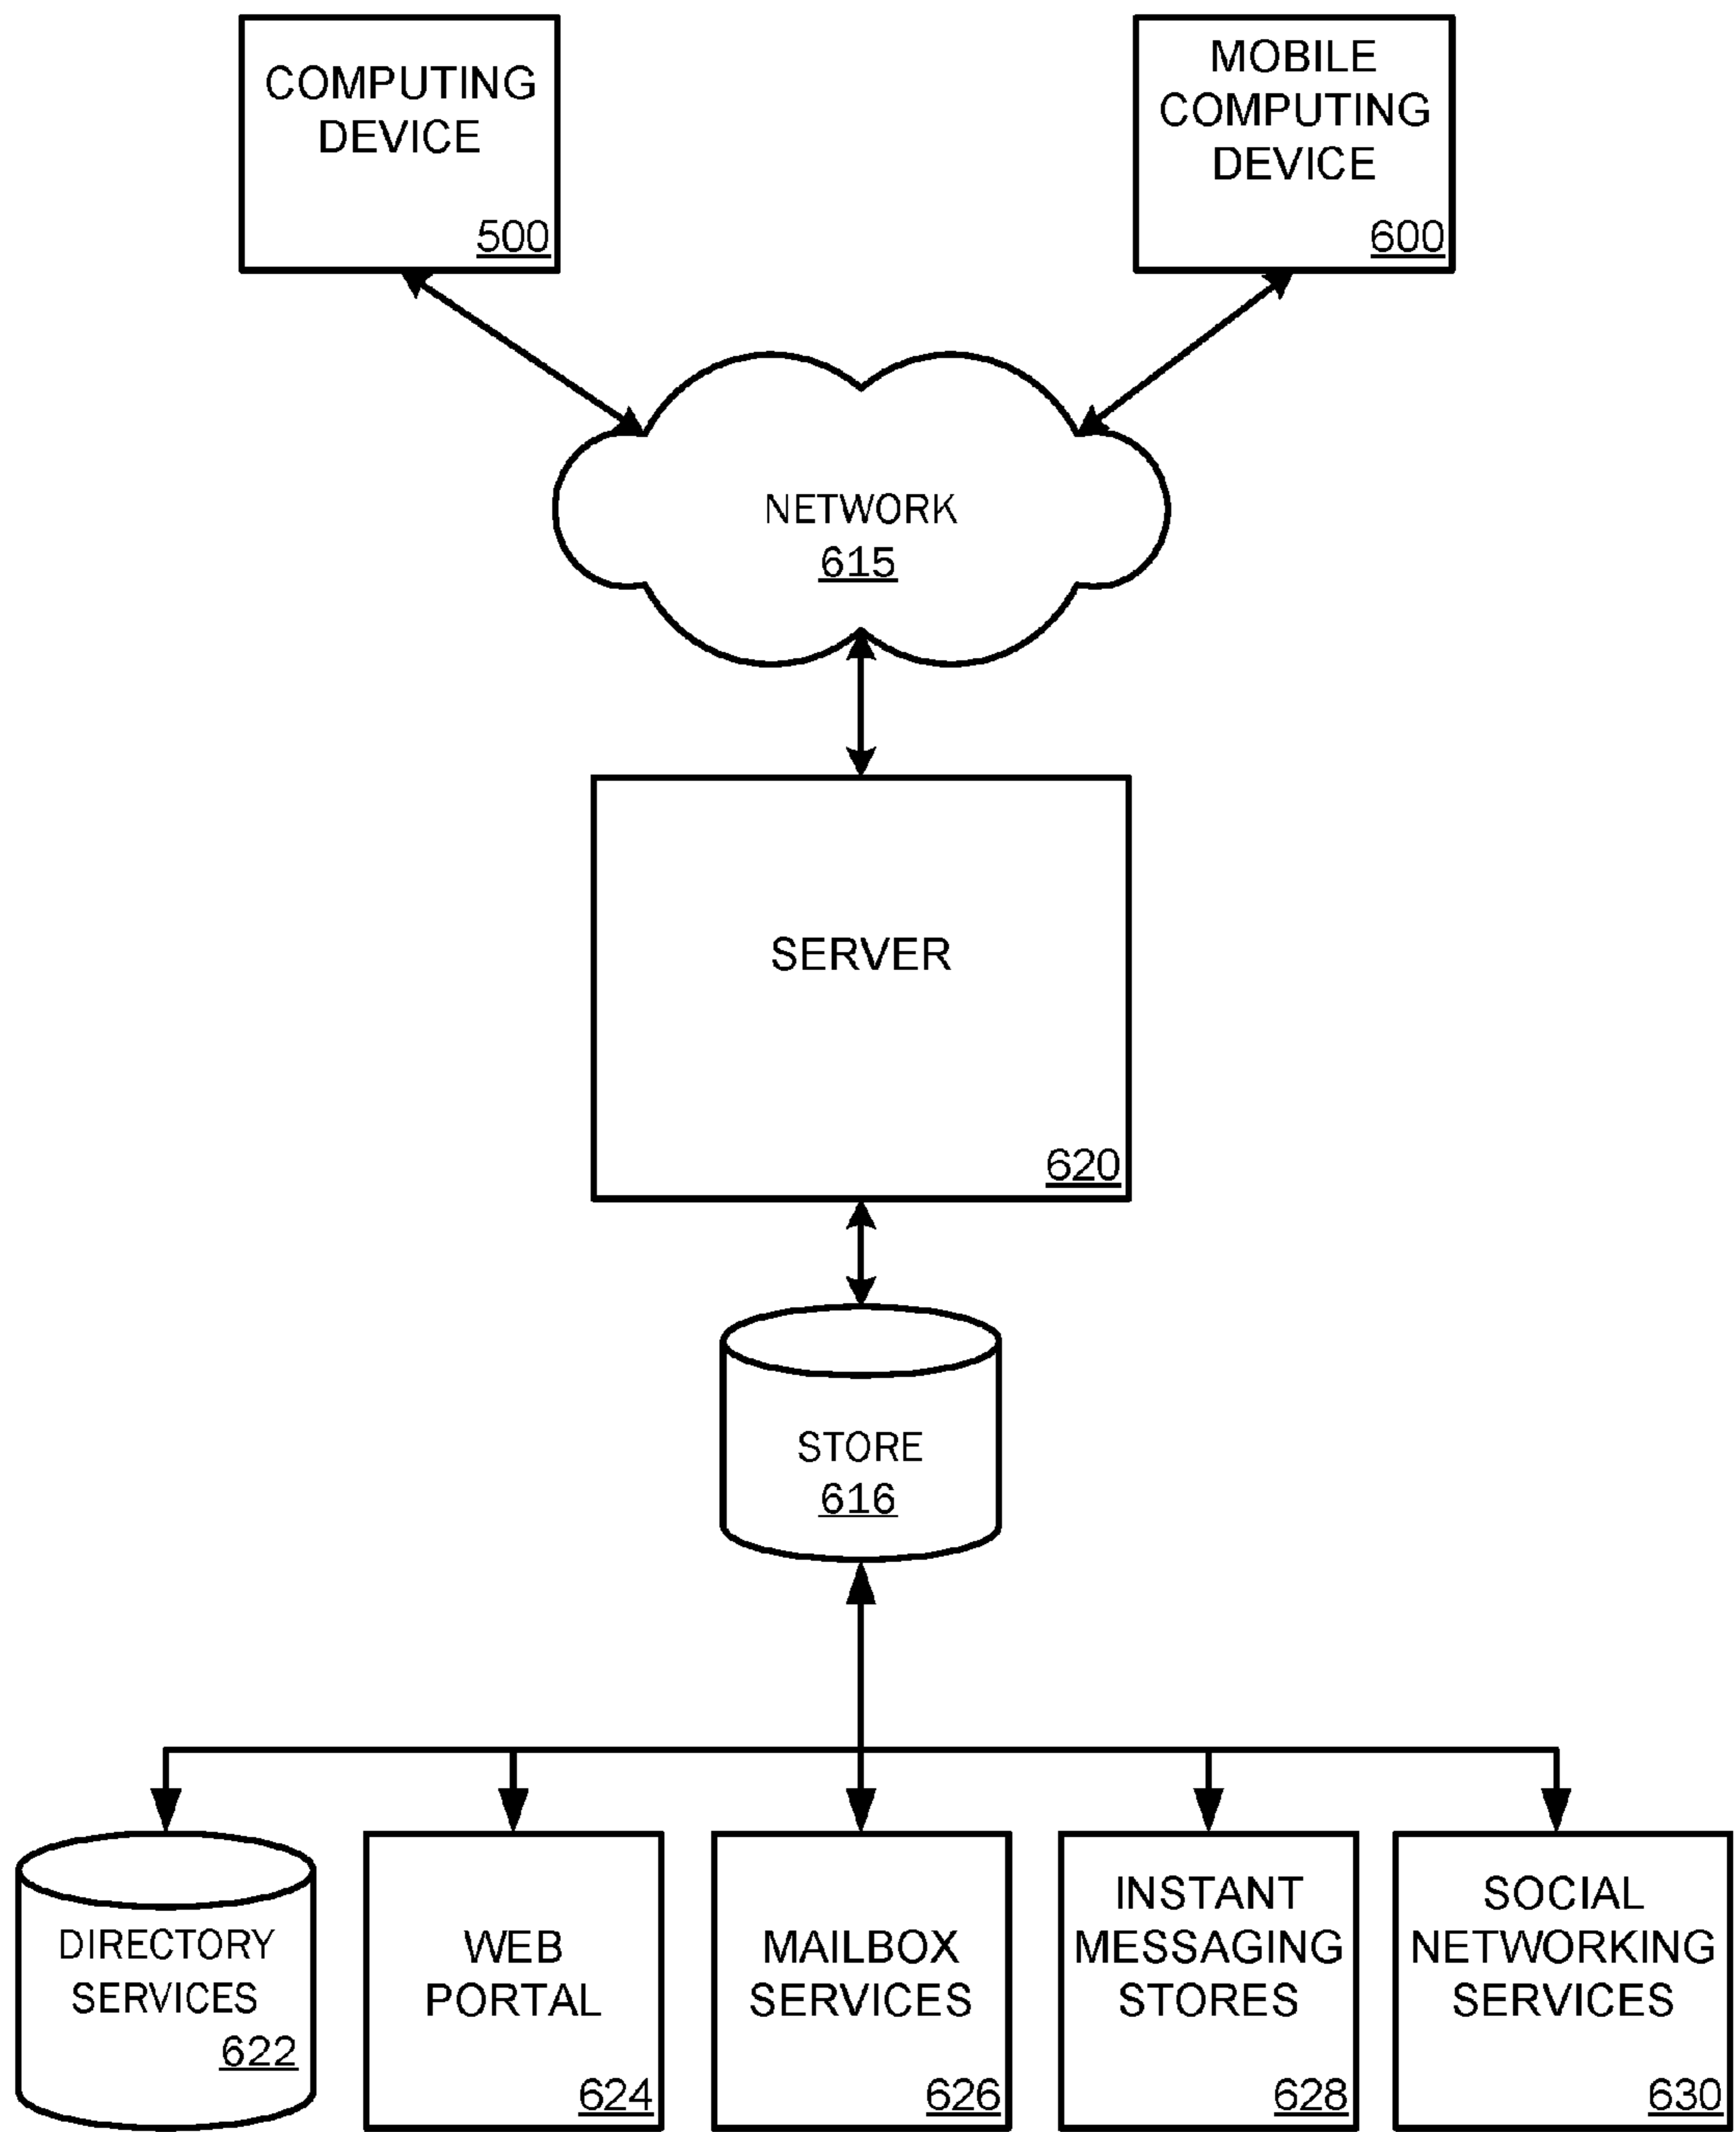 COMPUTING
DEVICE
500
MOBILE
COMPUTING
DEVICE
600
NETWORK
615
SERVER
620
STORE
616
DIRECTORY
SERVICES
622
WEB
PORTAL
624
MAILBOX
SERVICES
626
INSTANT
MESSAGING
STORES
628
SOCIAL
NETWORKING
SERVICES
630